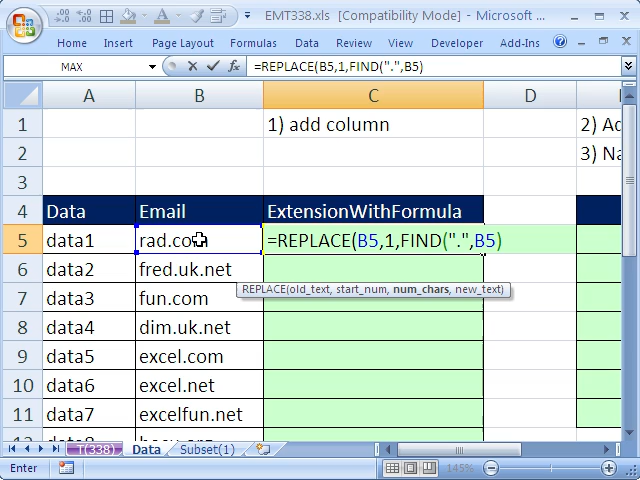 EMT338.xls [Compatibility Mode] - Microsoft
Home Insert Page Layout Formulas Data Review View Developer Add-Ins
MAX =REPLACE(B5,1,FIND(".",B5)
A B C D
1 1) add column
2) Ad
2
3) Na
3
4 Data Email ExtensionWithFormula
5 data1 rad.co =REPLACE(B5,1,FIND(".",B5)
6 data2 fred.uk.net
REPLACE(old_text, start_num, num_chars, new_text)
7 data3 fun.com
8 data4 dim.uk.net
9 data5 excel.com
10 data6 excel.net
11 data7 excelfun.net
T(338) Data Subset(1)
Enter 145%